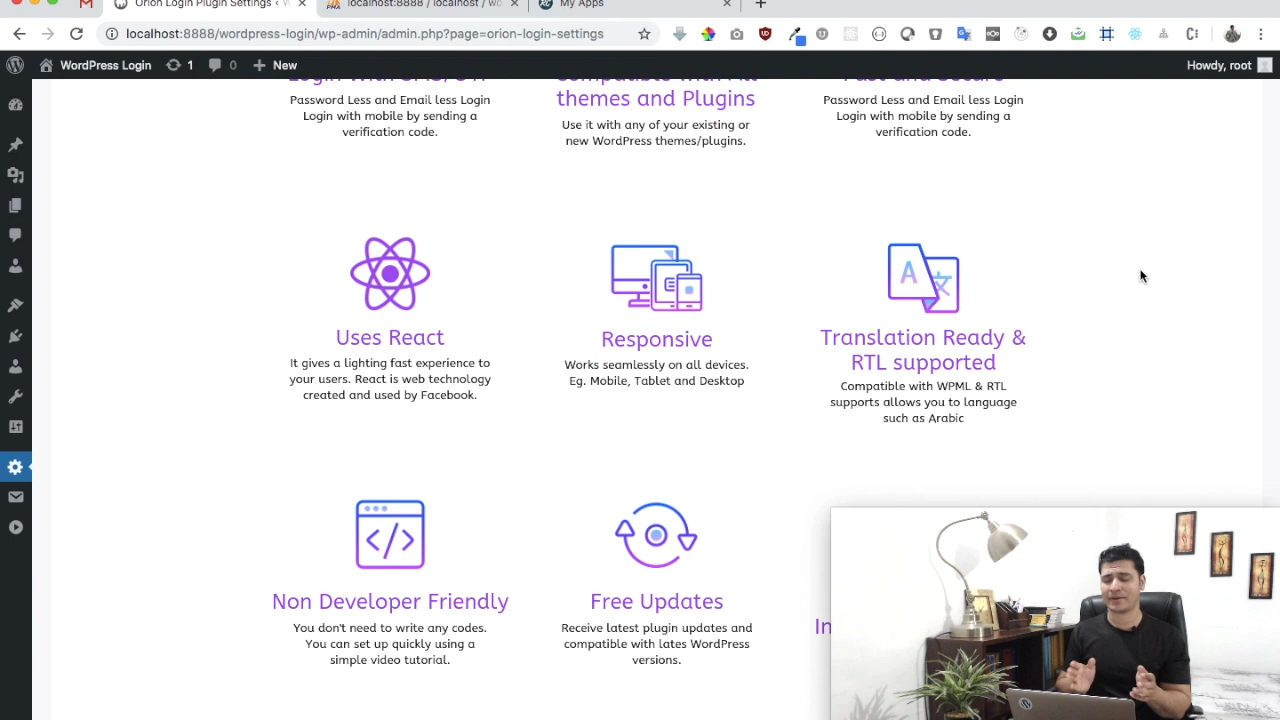 Orion Login Plugin Settings ‹ W
localhost:8888 / localhost / wo
My Apps
localhost:8888/wordpress-login/wp-admin/admin.php?page=orion-login-settings
WordPress Login
1
0
New
Howdy, root
Compatible with All
themes and Plugins
Fast and Secure
Password Less and Email less Login
Login with mobile by sending a
verification code.
Use it with any of your existing or
new WordPress themes/plugins.
Password Less and Email less Login
Login with mobile by sending a
verification code.
Uses React
It gives a lighting fast experience to
your users. React is web technology
created and used by Facebook.
Responsive
Works seamlessly on all devices.
Eg. Mobile, Tablet and Desktop
A 文
Translation Ready &
RTL supported
Compatible with WPML & RTL
supports allows you to language
such as Arabic
</>
Non Developer Friendly
You don't need to write any codes.
You can set up quickly using a
simple video tutorial.
Free Updates
Receive latest plugin updates and
compatible with lates WordPress
versions.
In